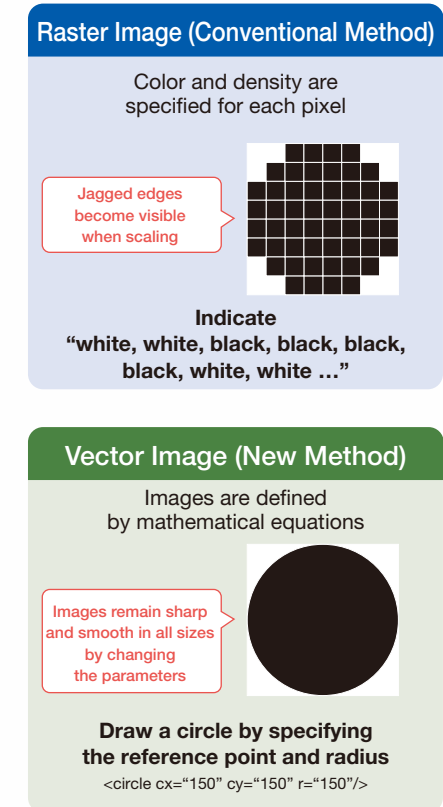 Raster Image (Conventional Method)
Color and density are
specified for each pixel
Jagged edges
become visible
when scaling
Indicate
“white, white, black, black, black,
black, white, white …”
Vector Image (New Method)
Images are defined
by mathematical equations
Images remain sharp
and smooth in all sizes
by changing
the parameters
Draw a circle by specifying
the reference point and radius
<circle cx=“150” cy=“150” r=“150”/>